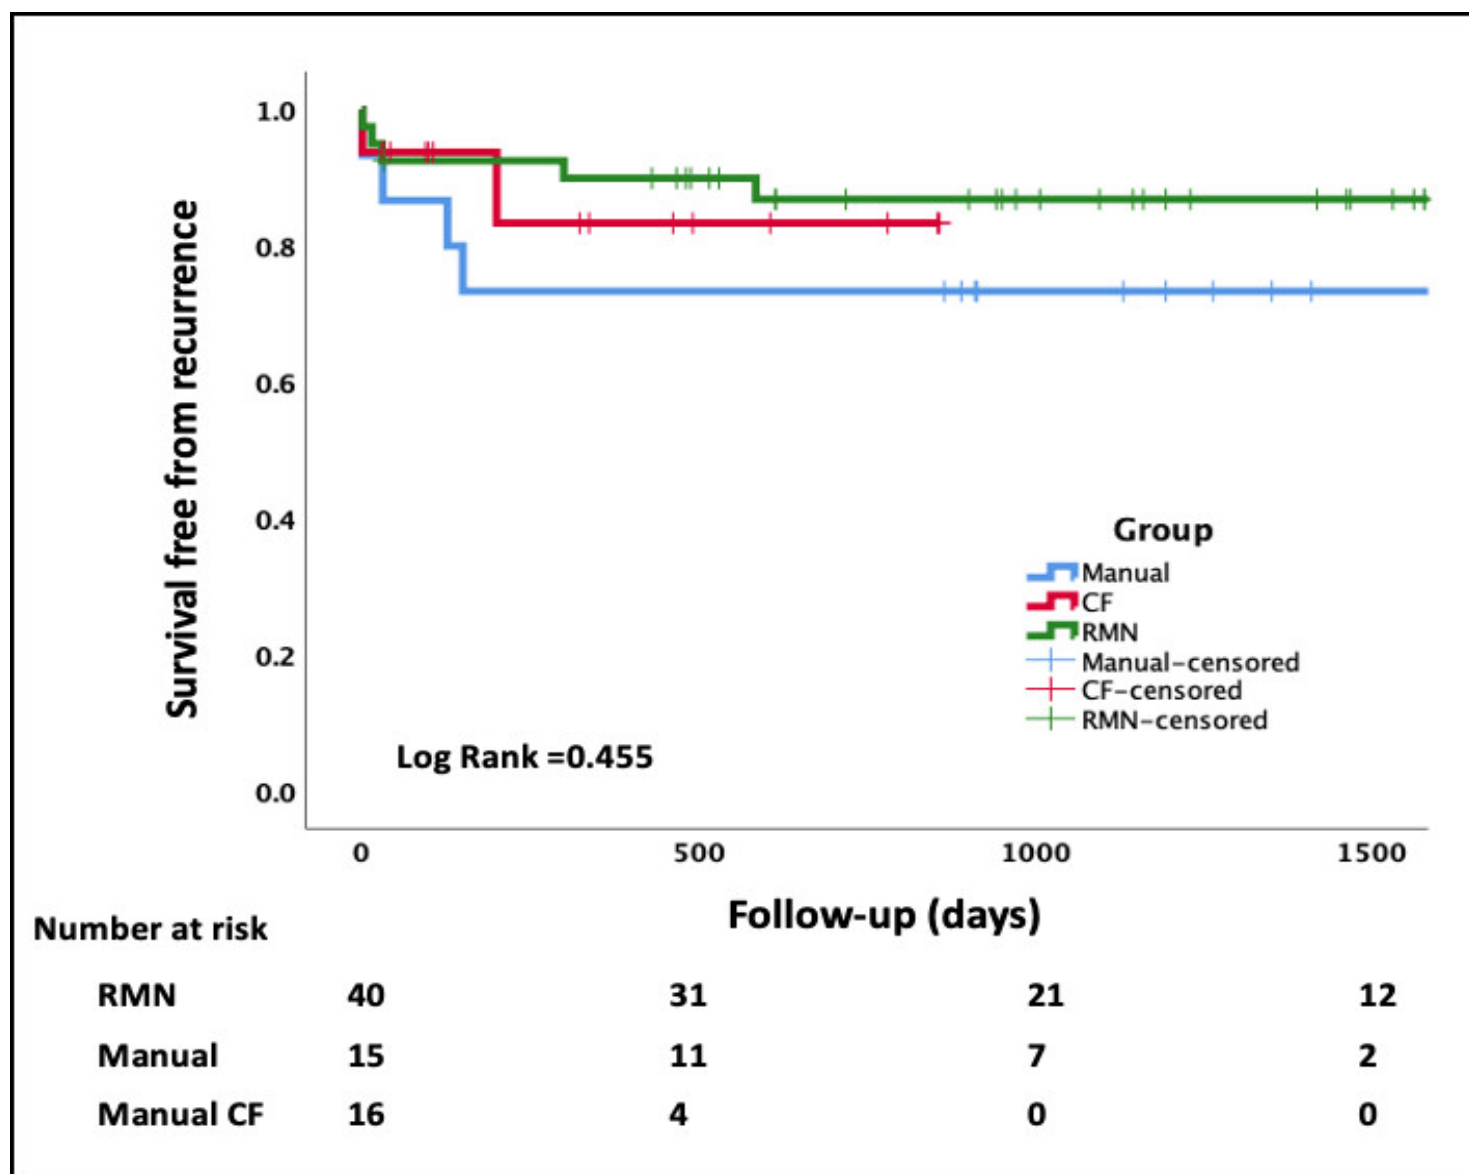 1.0
0.8
0.6
0.4
0.2
0.0
Survival free from recurrence
Group
Manual
CF
RMN
Manual-censored
CF-censored
RMN-censored
Log Rank =0.455
0 500 1000 1500
Follow-up (days)
Number at risk
RMN 40 31 21 12
Manual 15 11 7 2
Manual CF 16 4 0 0